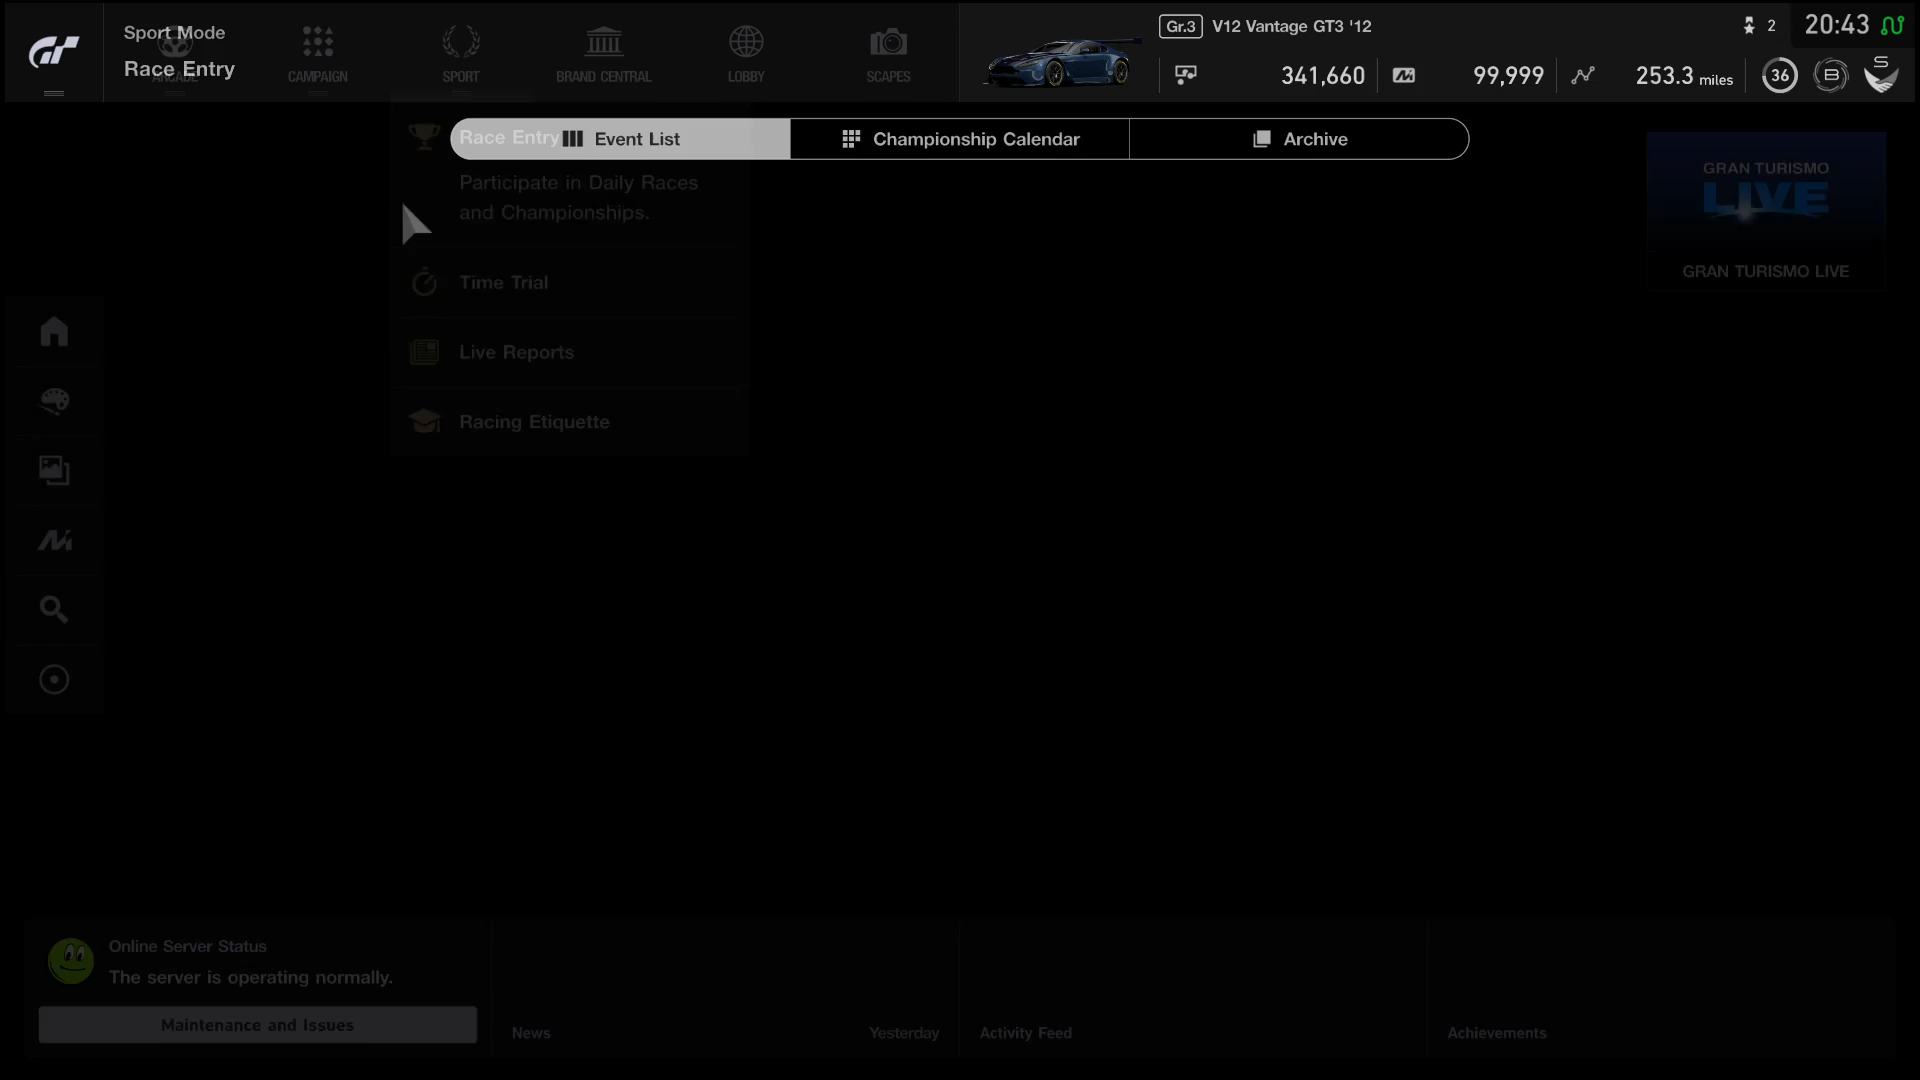 Sport Mode
Race Entry
ARCADE
CAMPAIGN
SPORT
BRAND CENTRAL
LOBBY
SCAPES
Gr.3 V12 Vantage GT3 '12
2
20:43
341,660
99,999
253.3 miles
36
B
S
Race Entry
Event List
Championship Calendar
Archive
Participate in Daily Races
and Championships.
Time Trial
Live Reports
Racing Etiquette
GRAN TURISMO
LIVE
GRAN TURISMO LIVE
Online Server Status
The server is operating normally.
Maintenance and Issues
News
Yesterday
Activity Feed
Achievements